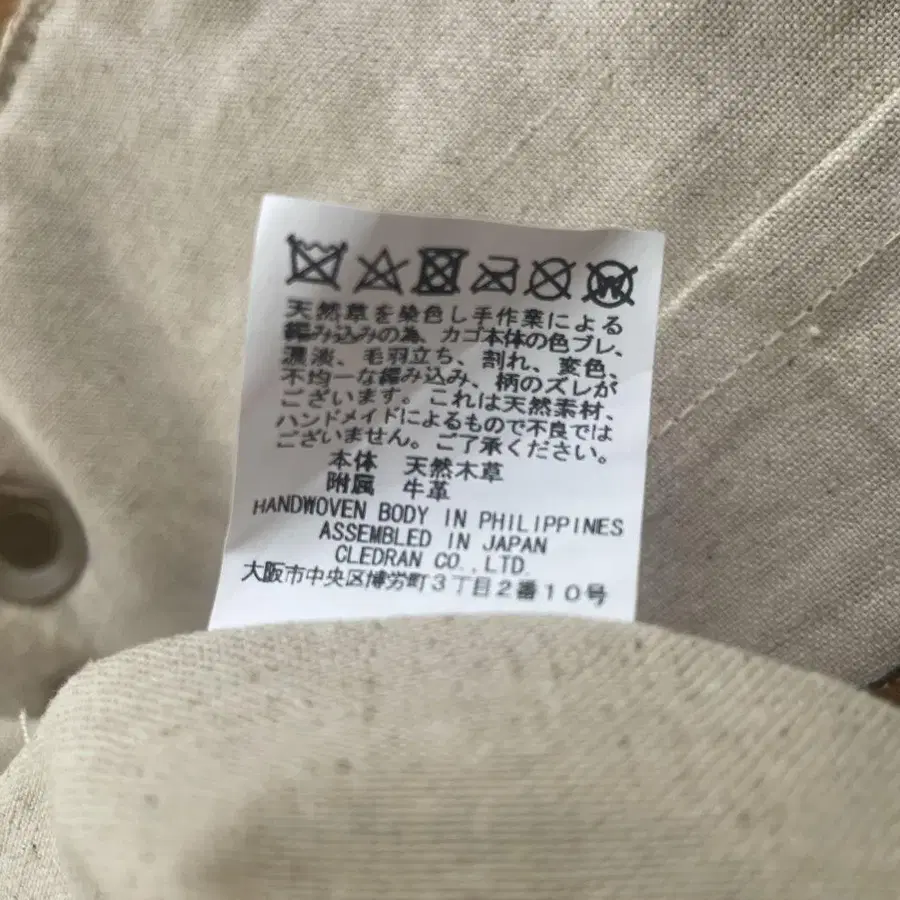 天然草を染色し手作業による
編み込みの為、カゴ本体の色ブレ、
濃淡、毛羽立ち、割れ、変色、
不均一な編み込み、柄のズレが
ございます。これは天然素材、
ハンドメイドによるもので不良では
ございません。ご了承ください。
本体 天然木草
附属 牛革
HANDWOVEN BODY IN PHILIPPINES
ASSEMBLED IN JAPAN
CLEDRAN CO.,LTD.
大阪市中央区博労町3丁目2番10号